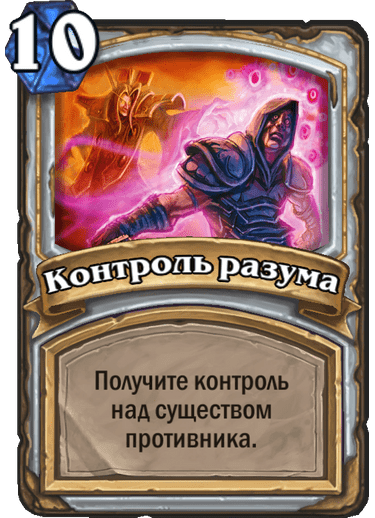 10
Контроль разума
Получите контроль
над существом
противника.